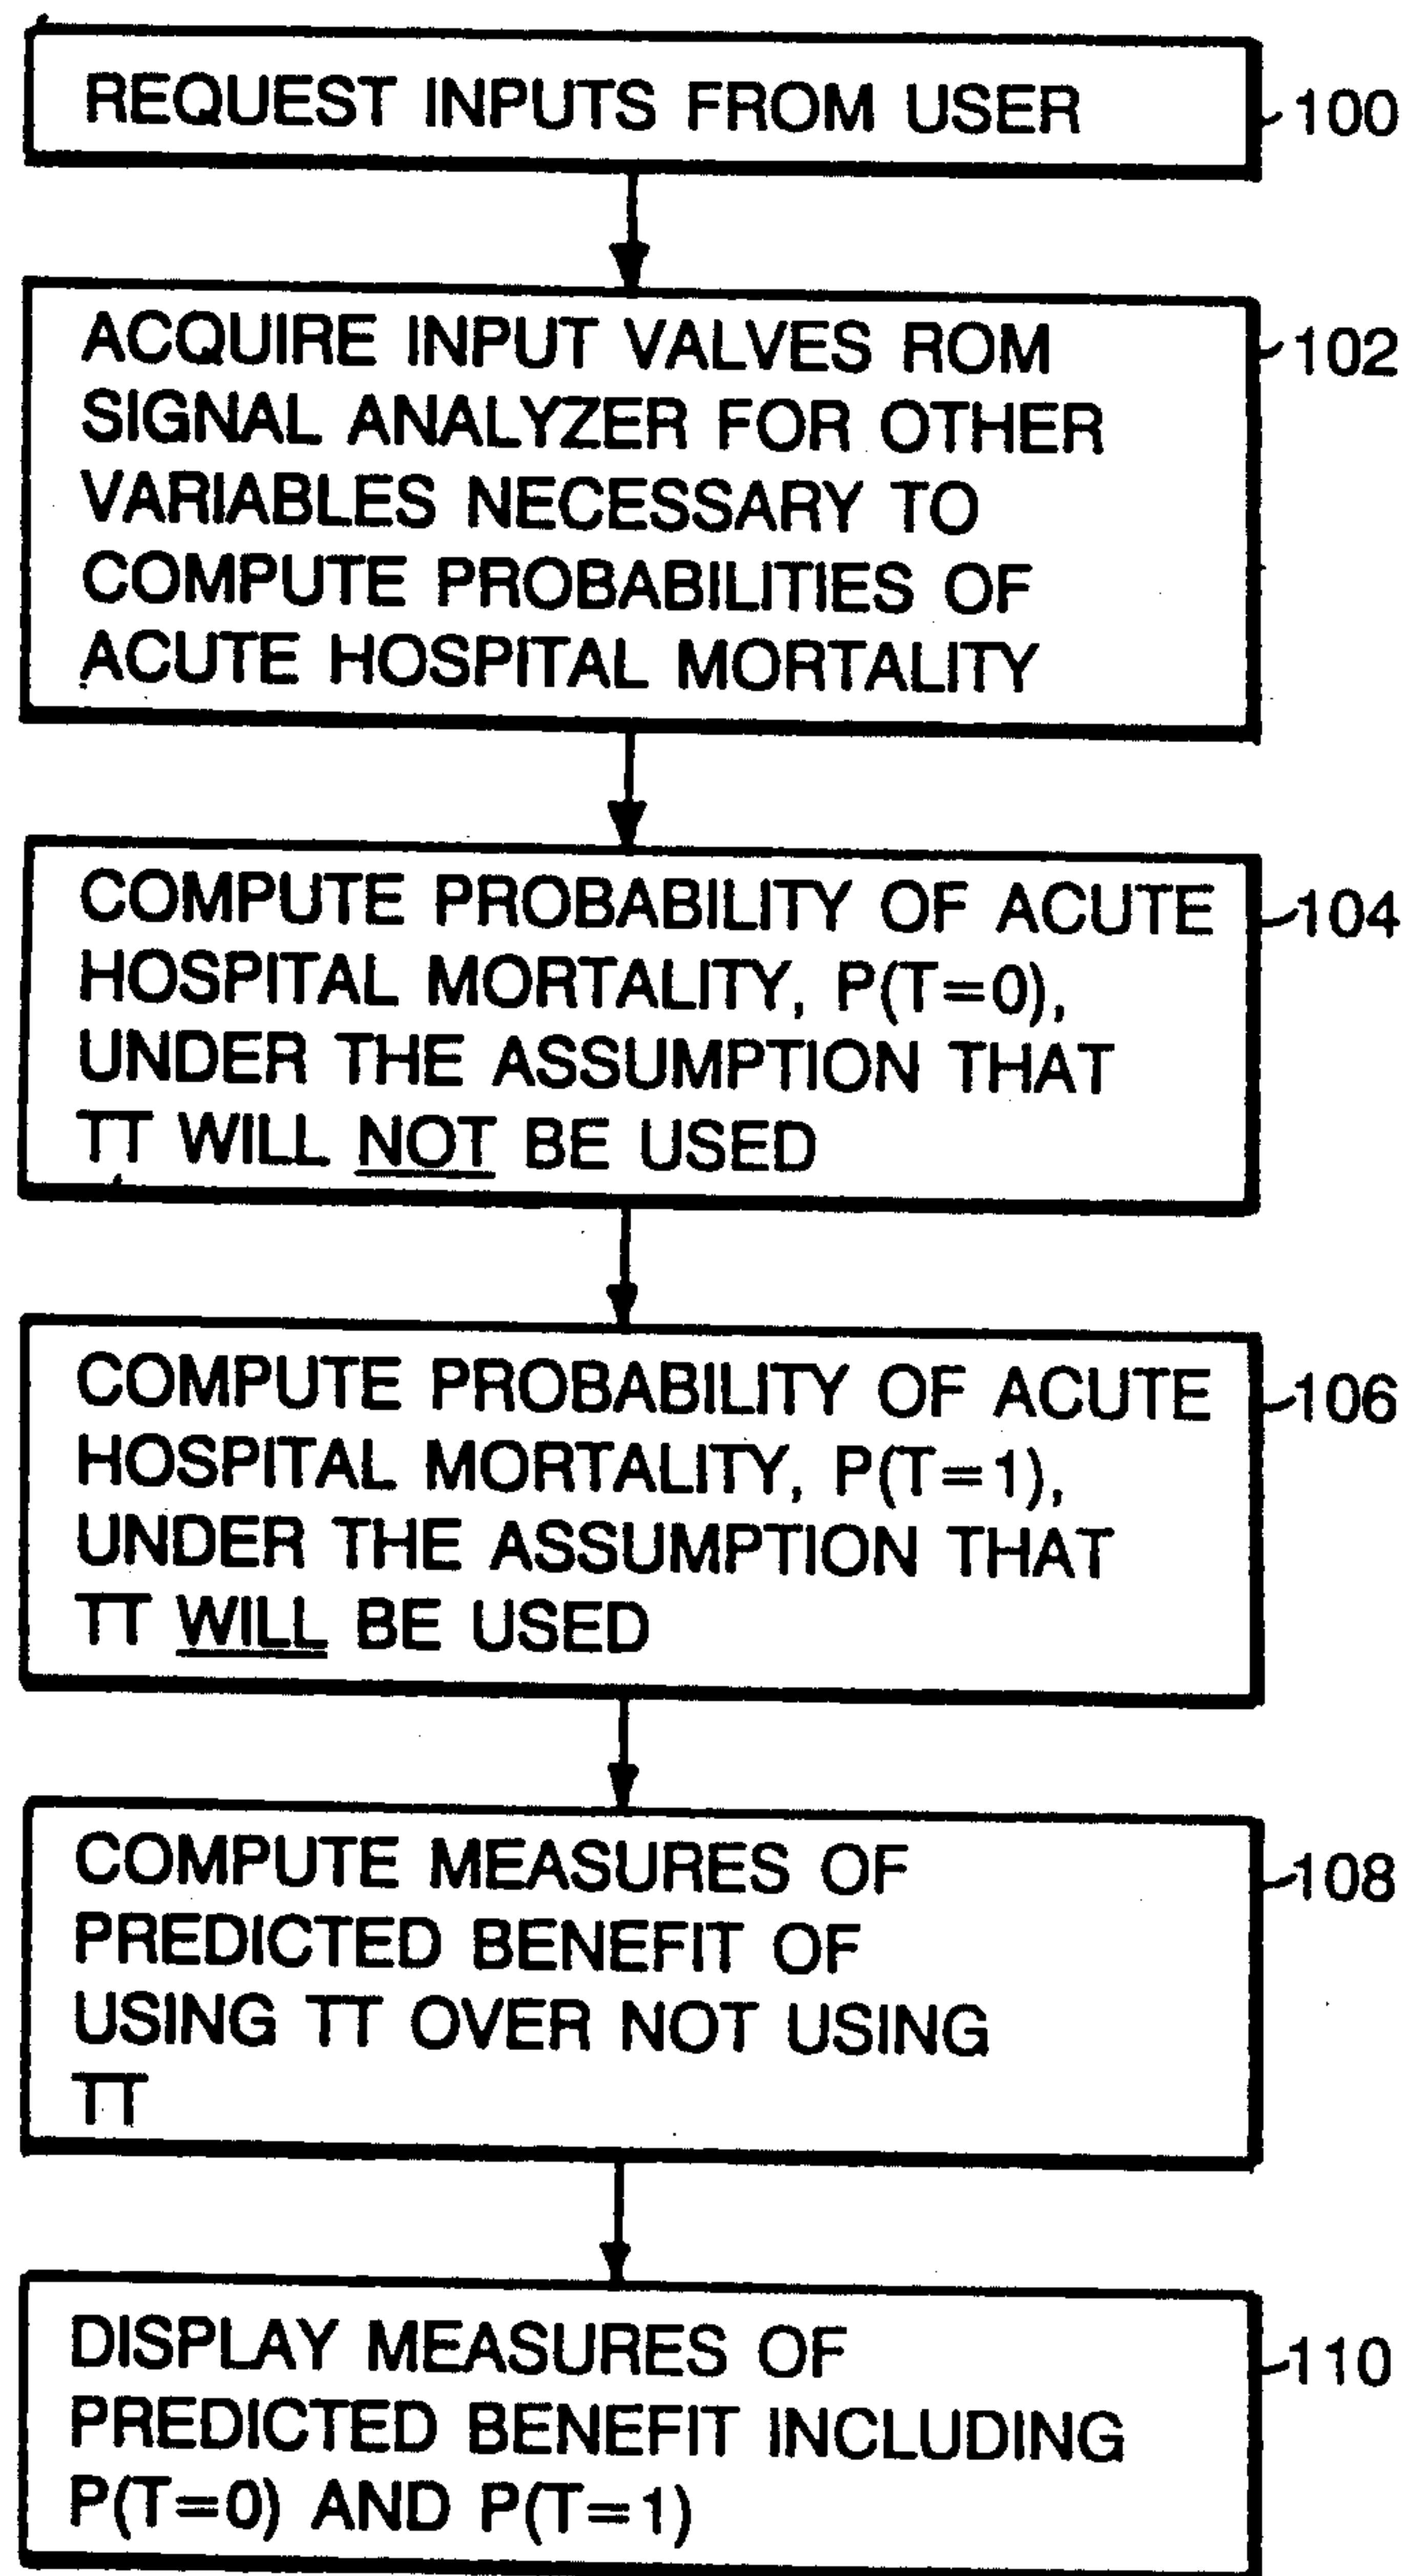 REQUEST INPUTS FROM USER
100
ACQUIRE INPUT VALVES ROM
102
SIGNAL ANALYZER FOR OTHER
VARIABLES NECESSARY TO
COMPUTE PROBABILITIES OF
ACUTE HOSPITAL MORTALITY
COMPUTE PROBABILITY OF ACUTE
104
HOSPITAL MORTALITY, P(T=0),
UNDER THE ASSUMPTION THAT
TT WILL NOT BE USED
COMPUTE PROBABILITY OF ACUTE
106
HOSPITAL MORTALITY, P(T=1),
UNDER THE ASSUMPTION THAT
TT WILL BE USED
COMPUTE MEASURES OF
108
PREDICTED BENEFIT OF
USING TT OVER NOT USING
TT
DISPLAY MEASURES OF
110
PREDICTED BENEFIT INCLUDING
P(T=0) AND P(T=1)